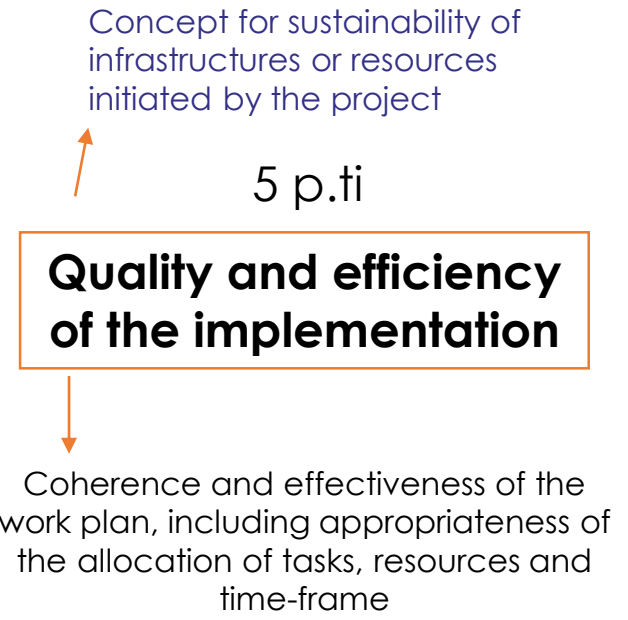 Concept for sustainability of
infrastructures or resources
initiated by the project
5 p.ti
Quality and efficiency
of the implementation
Coherence and effectiveness of the
work plan, including appropriateness of
the allocation of tasks, resources and
time-frame